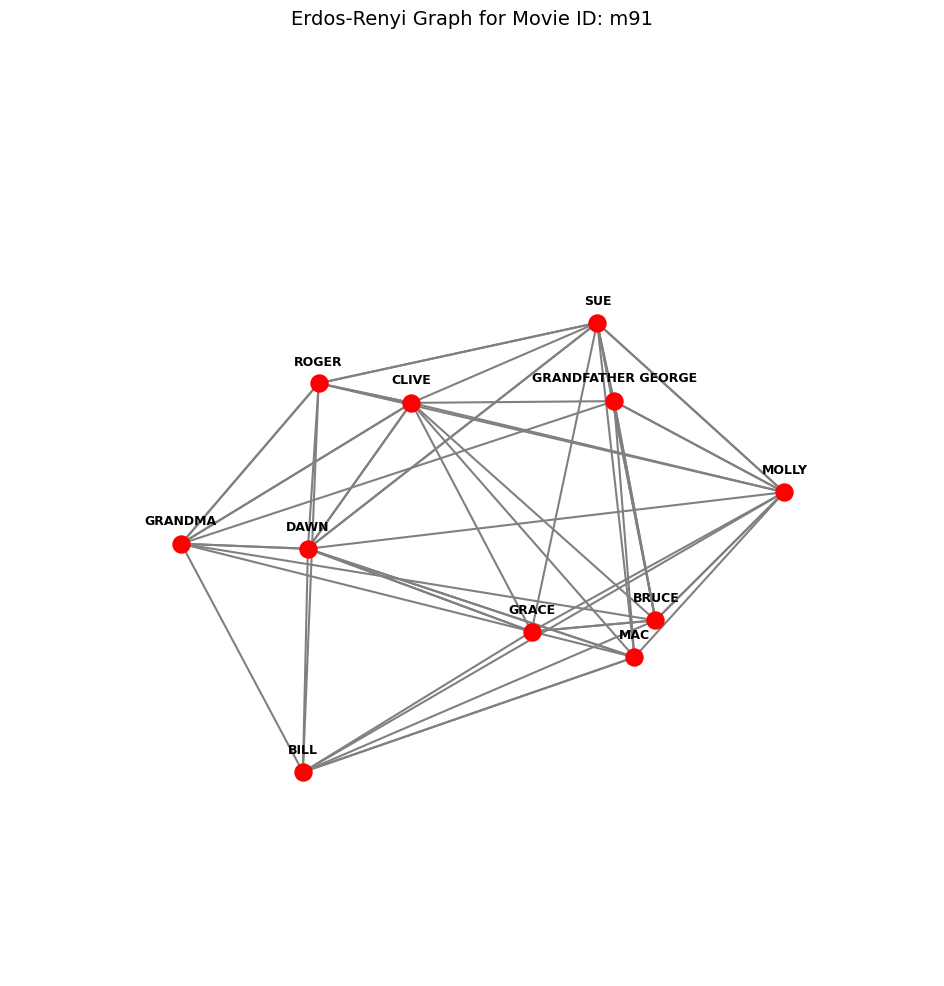 Erdos-Renyi Graph for Movie ID: m91
SUE
ROGER
CLIVE
GRANDFATHER GEORGE
MOLLY
GRANDMA
DAWN
BRUCE
GRACE
MAC
BILL